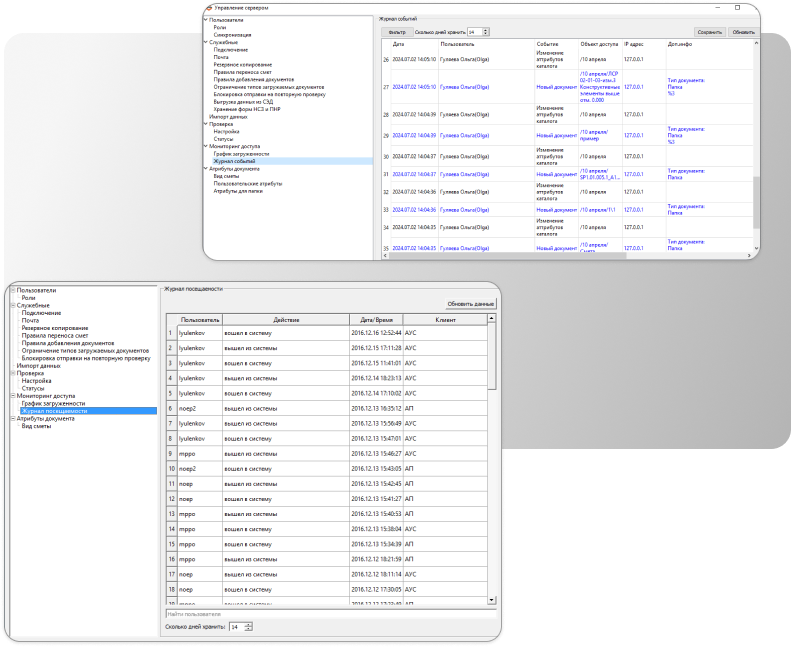 Управление сервером
Пользователи
Роли
Синхронизация
Служебные
Подключение
Почта
Резервное копирование
Правила переноса смет
Правила добавления документов
Ограничение типов загружаемых документов
Блокировка отправки на повторную проверку
Выгрузка данных из СЭД
Хранение форм НСЗ и ПНР
Импорт данных
Проверка
Настройка
Статусы
Мониторинг доступа
График загруженности
Журнал событий
Атрибуты документа
Вид сметы
Пользовательские атрибуты
Атрибуты для папки
Журнал событий
Фильтр Сколько дней хранить 14 Сохранить Обновить
Дата Пользователь Событие Объект доступа IP адрес Доп.инфо
26 2024.07.02 14:05:10 Гуляева Ольга(Olga) Изменение аттрибутов каталога /10 апреля 127.0.0.1
27 2024.07.02 14:05:10 Гуляева Ольга(Olga) Новый документ /10 апреля/ЛСР 02-01-03-изм.3 Конструктивные элементы выше отм. 0,000 127.0.0.1 Тип документа: Папка %3
28 2024.07.02 14:04:39 Гуляева Ольга(Olga) Изменение аттрибутов каталога /10 апреля 127.0.0.1
29 2024.07.02 14:04:39 Гуляева Ольга(Olga) Новый документ /10 апреля/пример 127.0.0.1 Тип документа: Папка %3
30 2024.07.02 14:04:37 Гуляева Ольга(Olga) Изменение аттрибутов каталога /10 апреля 127.0.0.1
31 2024.07.02 14:04:37 Гуляева Ольга(Olga) Новый документ /10 апреля/ SP1.01.005.1_A1... 127.0.0.1 Тип документа: Папка
32 2024.07.02 14:04:36 Гуляева Ольга(Olga) Изменение аттрибутов каталога /10 апреля 127.0.0.1
33 2024.07.02 14:04:36 Гуляева Ольга(Olga) Новый документ /10 апреля/1\1 127.0.0.1 Тип документа: Папка
34 2024.07.02 14:04:35 Гуляева Ольга(Olga) Изменение аттрибутов каталога /10 апреля 127.0.0.1
35 2024.07.02 14:04:35 Гуляева Ольга(Olga) Новый документ /10 апреля/ Смета 127.0.0.1 Тип документа: Папка
Пользователи
Роли
Служебные
Подключение
Почта
Резервное копирование
Правила переноса смет
Правила добавления документов
Ограничение типов загружаемых документов
Блокировка отправки на повторную проверку
Импорт данных
Проверка
Настройка
Статусы
Мониторинг доступа
График загруженности
Журнал посещаемости
Атрибуты документа
Вид сметы
Журнал посещаемости
Обновить данные
Пользователь Действие Дата/Время Клиент
1 lyulenkov вошел в систему 2016.12.16 12:52:44 АУС
2 lyulenkov вышел из системы 2016.12.15 17:11:28 АУС
3 lyulenkov вошел в систему 2016.12.15 11:41:01 АУС
4 lyulenkov вышел из системы 2016.12.14 18:23:13 АУС
5 lyulenkov вошел в систему 2016.12.14 17:10:02 АУС
6 поер2 вышел из системы 2016.12.13 16:35:12 АП
7 lyulenkov вошел в систему 2016.12.13 15:56:49 АУС
8 lyulenkov вошел в систему 2016.12.13 15:47:01 АУС
9 mppo вошел в систему 2016.12.13 15:46:27 АУС
10 поер2 вошел в систему 2016.12.13 15:43:05 АП
11 поер вышел из системы 2016.12.13 15:42:45 АП
12 поер вошел в систему 2016.12.13 15:41:27 АП
13 mppo вышел из системы 2016.12.13 15:40:53 АП
14 mppo вошел в систему 2016.12.13 15:38:04 АУС
15 mppo вошел в систему 2016.12.13 15:34:39 АП
16 mppo вышел из системы 2016.12.12 18:21:59 АП
17 поер вышел из системы 2016.12.12 18:11:14 АУС
18 поер вошел в систему 2016.12.12 17:30:05 АУС
19 mppo вошел в систему 2016.12.12 17:23:49 АП
Найти пользователя
Сколько дней хранить: 14